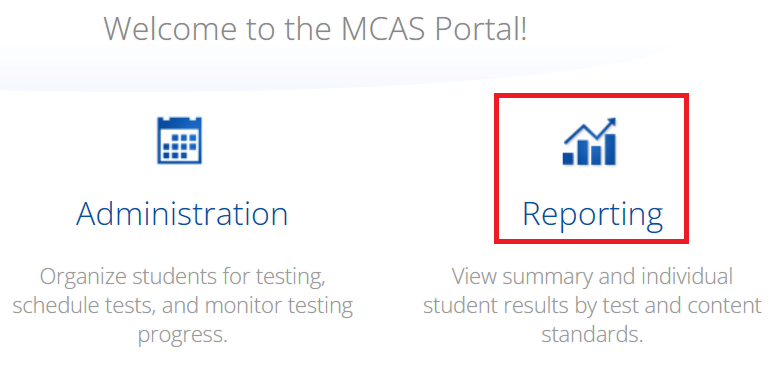 Welcome to the MCAS Portal!
Administration
Organize students for testing,
schedule tests, and monitor testing
progress.
Reporting
View summary and individual
student results by test and content
standards.